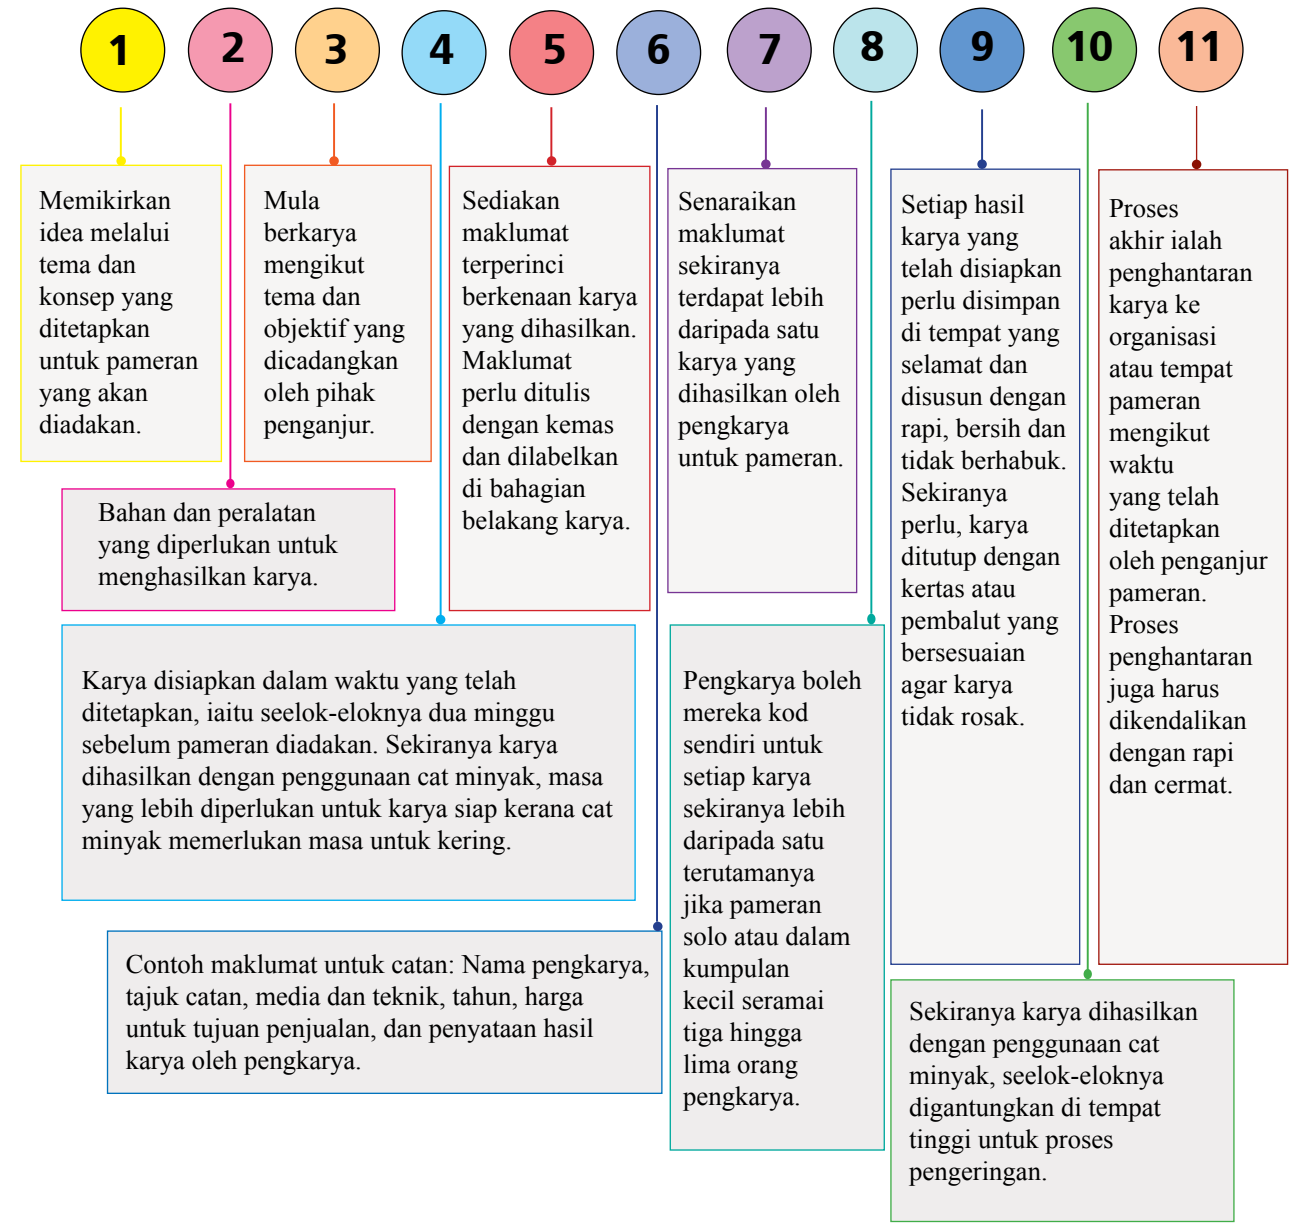 1
2
3
4
5
6
7
8
9
10
11
Memikirkan
idea melalui
tema dan
konsep yang
ditetapkan
untuk pameran
yang akan
diadakan.
Bahan dan peralatan
yang diperlukan untuk
menghasilkan karya.
Mula
berkarya
mengikut
tema dan
objektif yang
dicadangkan
oleh pihak
penganjur.
Karya disiapkan dalam waktu yang telah
ditetapkan, iaitu seelok-eloknya dua minggu
sebelum pameran diadakan. Sekiranya karya
dihasilkan dengan penggunaan cat minyak, masa
yang lebih diperlukan untuk karya siap kerana cat
minyak memerlukan masa untuk kering.
Sediakan
maklumat
terperinci
berkenaan karya
yang dihasilkan.
Maklumat
perlu ditulis
dengan kemas
dan dilabelkan
di bahagian
belakang karya.
Contoh maklumat untuk catan: Nama pengkarya,
tajuk catan, media dan teknik, tahun, harga
untuk tujuan penjualan, dan penyataan hasil
karya oleh pengkarya.
Senaraikan
maklumat
sekiranya
terdapat lebih
daripada satu
karya yang
dihasilkan oleh
pengkarya
untuk pameran.
Pengkarya boleh
mereka kod
sendiri untuk
setiap karya
sekiranya lebih
daripada satu
terutamanya
jika pameran
solo atau dalam
kumpulan
kecil seramai
tiga hingga
lima orang
pengkarya.
Setiap hasil
karya yang
telah disiapkan
perlu disimpan
di tempat yang
selamat dan
disusun dengan
rapi, bersih dan
tidak berhabuk.
Sekiranya
perlu, karya
ditutup dengan
kertas atau
pembalut yang
bersesuaian
agar karya
tidak rosak.
Sekiranya karya dihasilkan
dengan penggunaan cat
minyak, seelok-eloknya
digantungkan di tempat
tinggi untuk proses
pengeringan.
Proses
akhir ialah
penghantaran
karya ke
organisasi
atau tempat
pameran
mengikut
waktu
yang telah
ditetapkan
oleh penganjur
pameran.
Proses
penghantaran
juga harus
dikendalikan
dengan rapi
dan cermat.